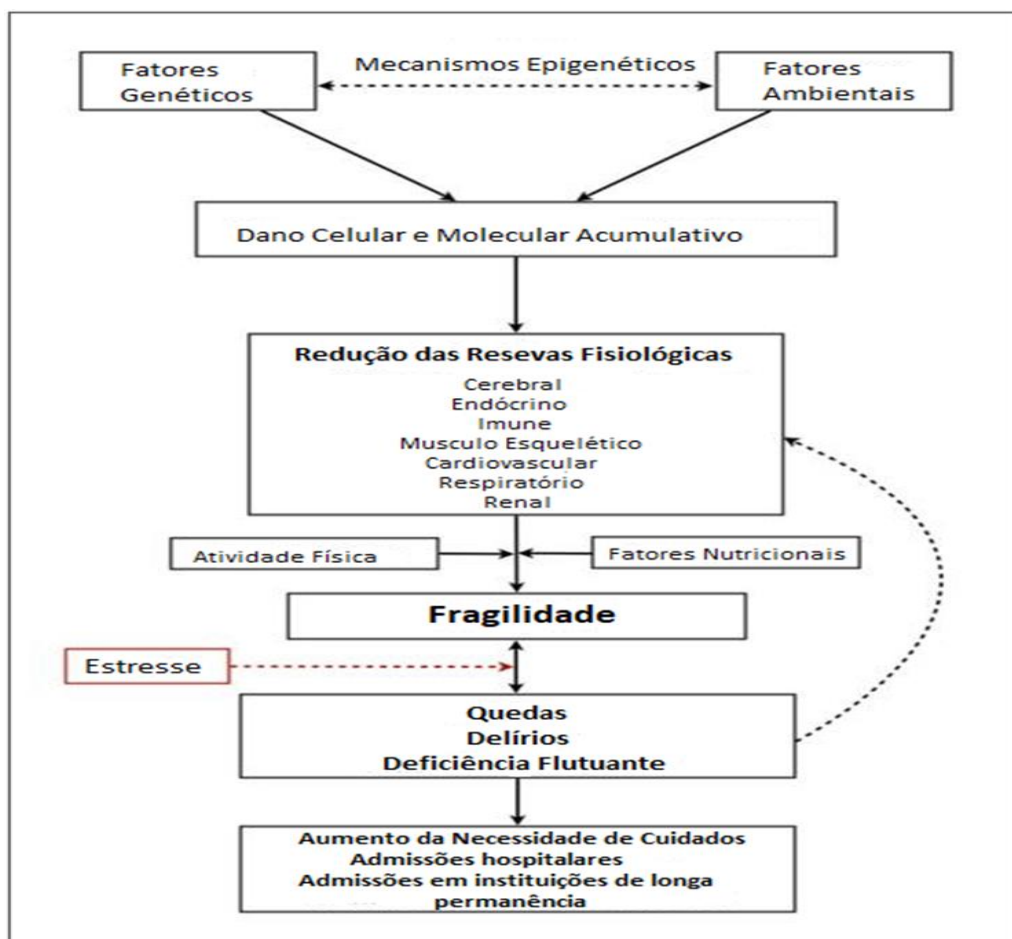 Fatores
Genéticos
Mecanismos Epigenéticos
Fatores
Ambientais
Dano Celular e Molecular Acumulativo
Redução das Resevas Fisiológicas
Cerebral
Endócrino
Imune
Musculo Esquelético
Cardiovascular
Respiratório
Renal
Atividade Física
Fatores Nutricionais
Fragilidade
Estresse
Quedas
Delírios
Deficiência Flutuante
Aumento da Necessidade de Cuidados
Admissões hospitalares
Admissões em instituições de longa
permanência